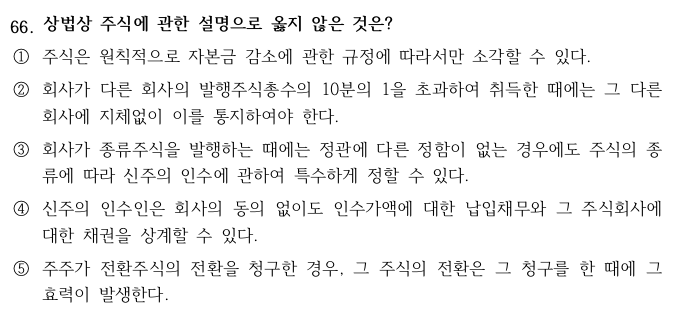 66. 상법상 주식에 관한 설명으로 옳지 않은 것은?
① 주식은 원칙적으로 자본금 감소에 관한 규정에 따라서만 소각할 수 있다.
② 회사가 다른 회사의 발행주식총수의 10분의 1을 초과하여 취득한 때에는 그 다른
회사에 지체없이 이를 통지하여야 한다.
③ 회사가 종류주식을 발행하는 때에는 정관에 다른 정함이 없는 경우에도 주식의 종
류에 따라 신주의 인수에 관하여 특수하게 정할 수 있다.
④ 신주의 인수인은 회사의 동의 없이도 인수가액에 대한 납입채무와 그 주식회사에
대한 채권을 상계할 수 있다.
⑤ 주주가 전환주식의 전환을 청구한 경우, 그 주식의 전환은 그 청구를 한 때에 그
효력이 발생한다.